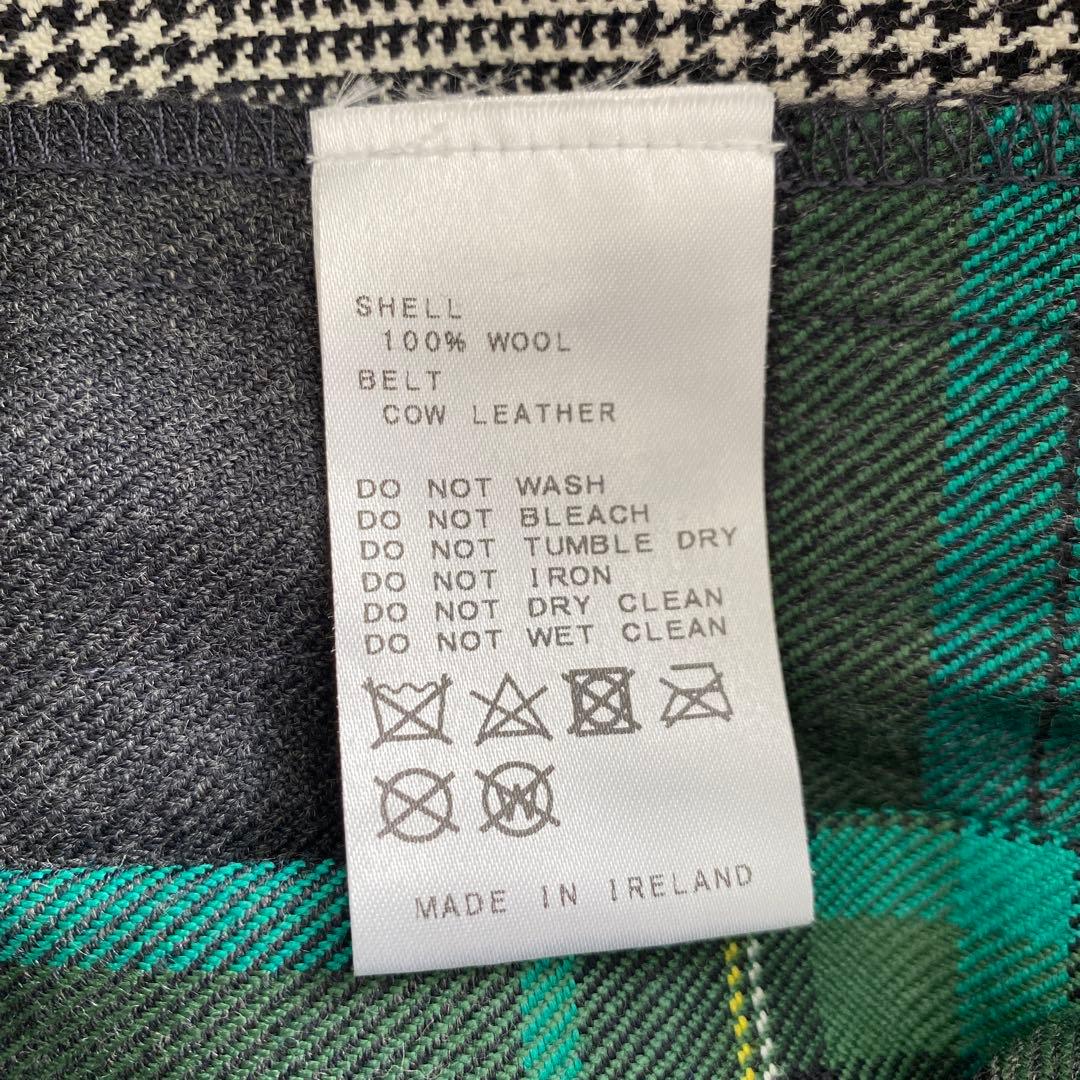 SHELL
100% WOOL
BELT
COW LEATHER
DO NOT WASH
DO NOT BLEACH
DO NOT TUMBLE DRY
DO NOT IRON
DO NOT DRY CLEAN
DO NOT WET CLEAN
W
MADE IN IRELAND